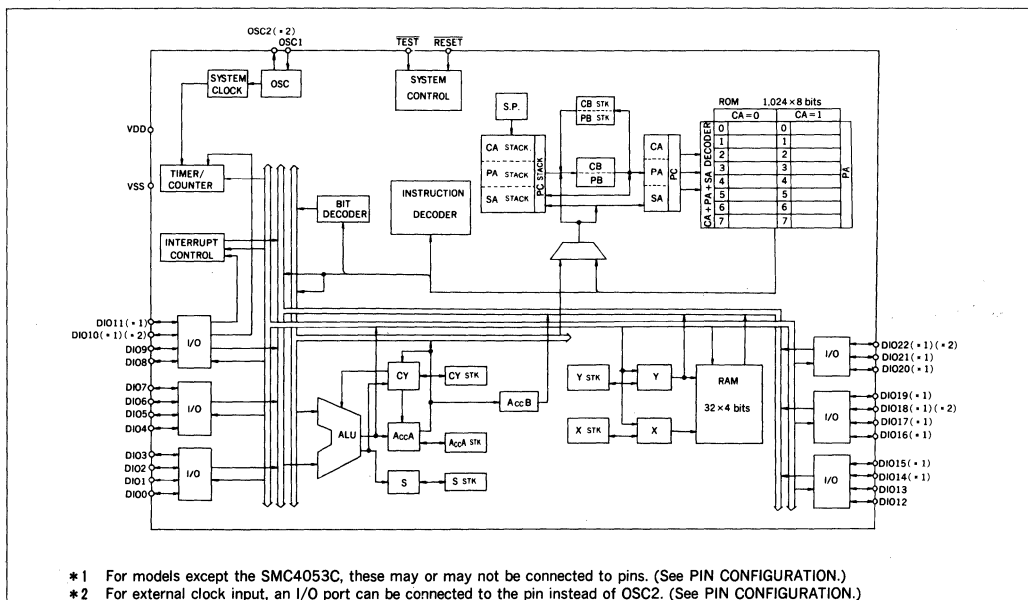 OSC2(*2)
OSC1
TEST
RESET
SYSTEM CLOCK
OSC
SYSTEM CONTROL
VDD
VSS
TIMER/ COUNTER
INTERRUPT CONTROL
BIT DECODER
INSTRUCTION DECODER
S.P.
CA STACK
PA STACK
SA STACK
PC STACK
CB STK
PB STK
CB
PB
CA
PA
SA
PC
ROM 1,024×8 bits
CA=0 CA=1
CA+PA+SA DECODER
0 0
1 1
2 2
3 3
4 4
5 5
6 6
7 7
PA
DIO11(*1)
DIO10(*1)(*2)
DIO9
DIO8
I/O
DIO7
DIO6
DIO5
DIO4
I/O
DIO3
DIO2
DIO1
DIO0
I/O
ALU
CY
CY STK
AccA
AccA STK
S
S STK
AccB
Y STK
Y
X STK
X
RAM
32×4 bits
I/O
DIO22(*1)(*2)
DIO21(*1)
DIO20(*1)
I/O
DIO19(*1)
DIO18(*1)(*2)
DIO17(*1)
DIO16(*1)
I/O
DIO15(*1)
DIO14(*1)
DIO13
DIO12
*1 For models except the SMC4053C, these may or may not be connected to pins. (See PIN CONFIGURATION.)
*2 For external clock input, an I/O port can be connected to the pin instead of OSC2. (See PIN CONFIGURATION.)